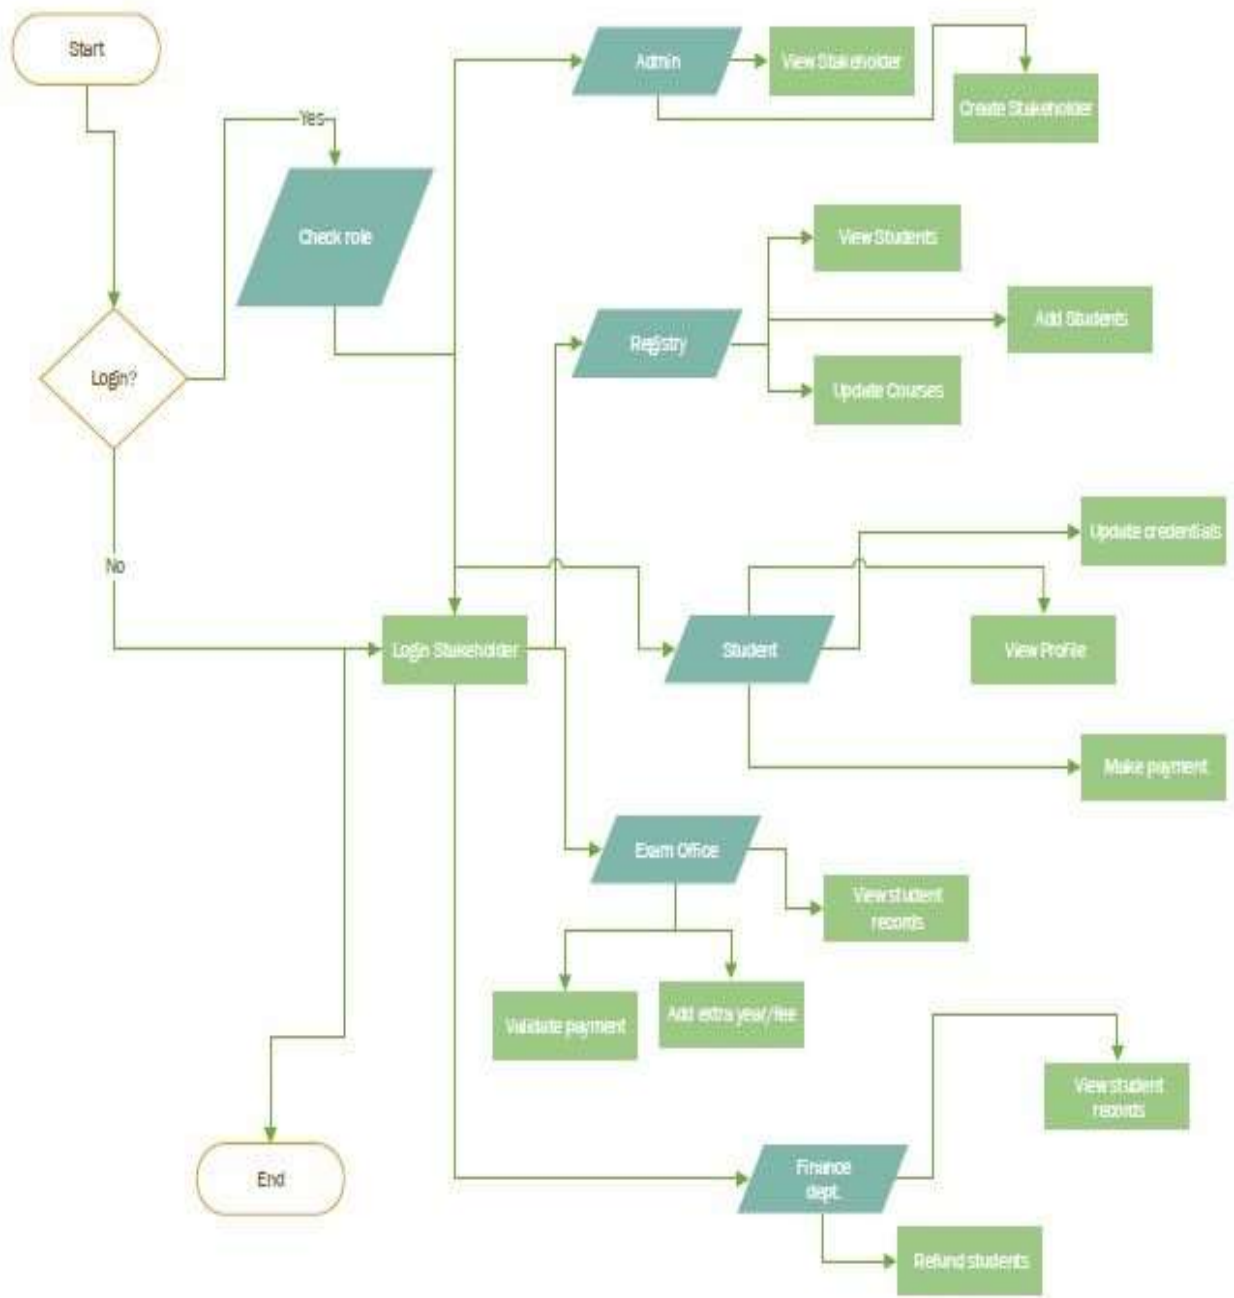 Start
Yes
Check role
Login?
No
Login Stakeholder
End
Admin
View Stakeholder
Create Stakeholder
Registry
View Students
Add Students
Update Courses
Student
Update credentials
View Profile
Make payment
Exam Office
View student
records
Validate payment
Add extra year/fee
Finance
dept.
View student
records
Refund students